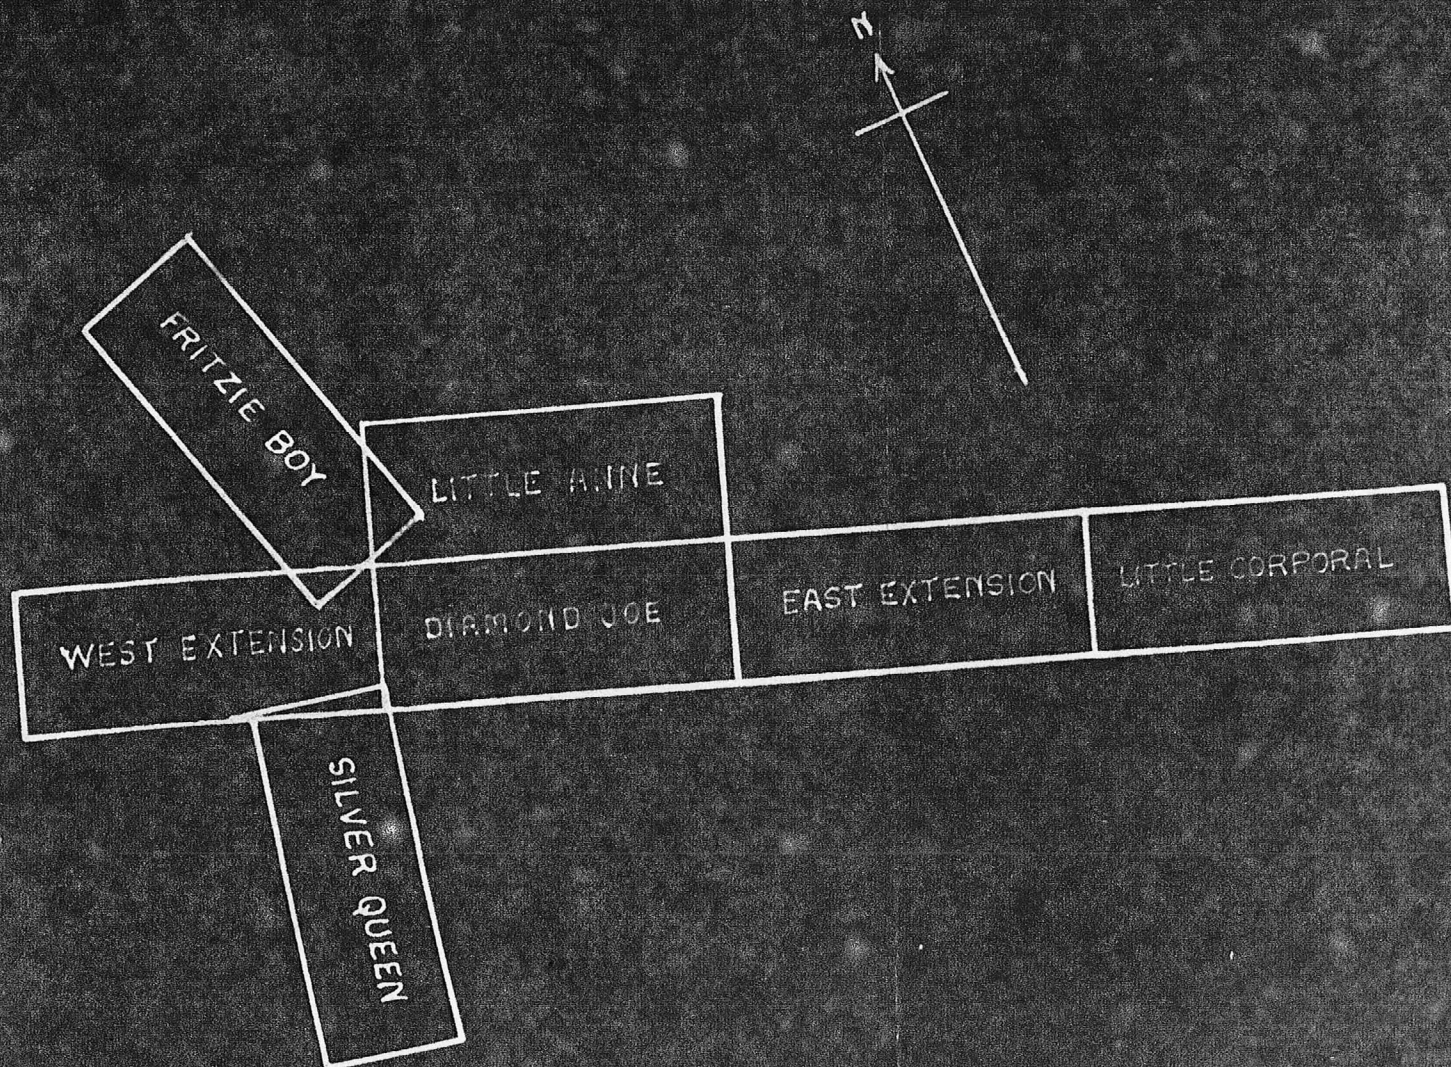 N
FRITZIE BOY
LITTLE ANNE
WEST EXTENSION
DIAMOND JOE
EAST EXTENSION
LITTLE CORPORAL
SILVER QUEEN